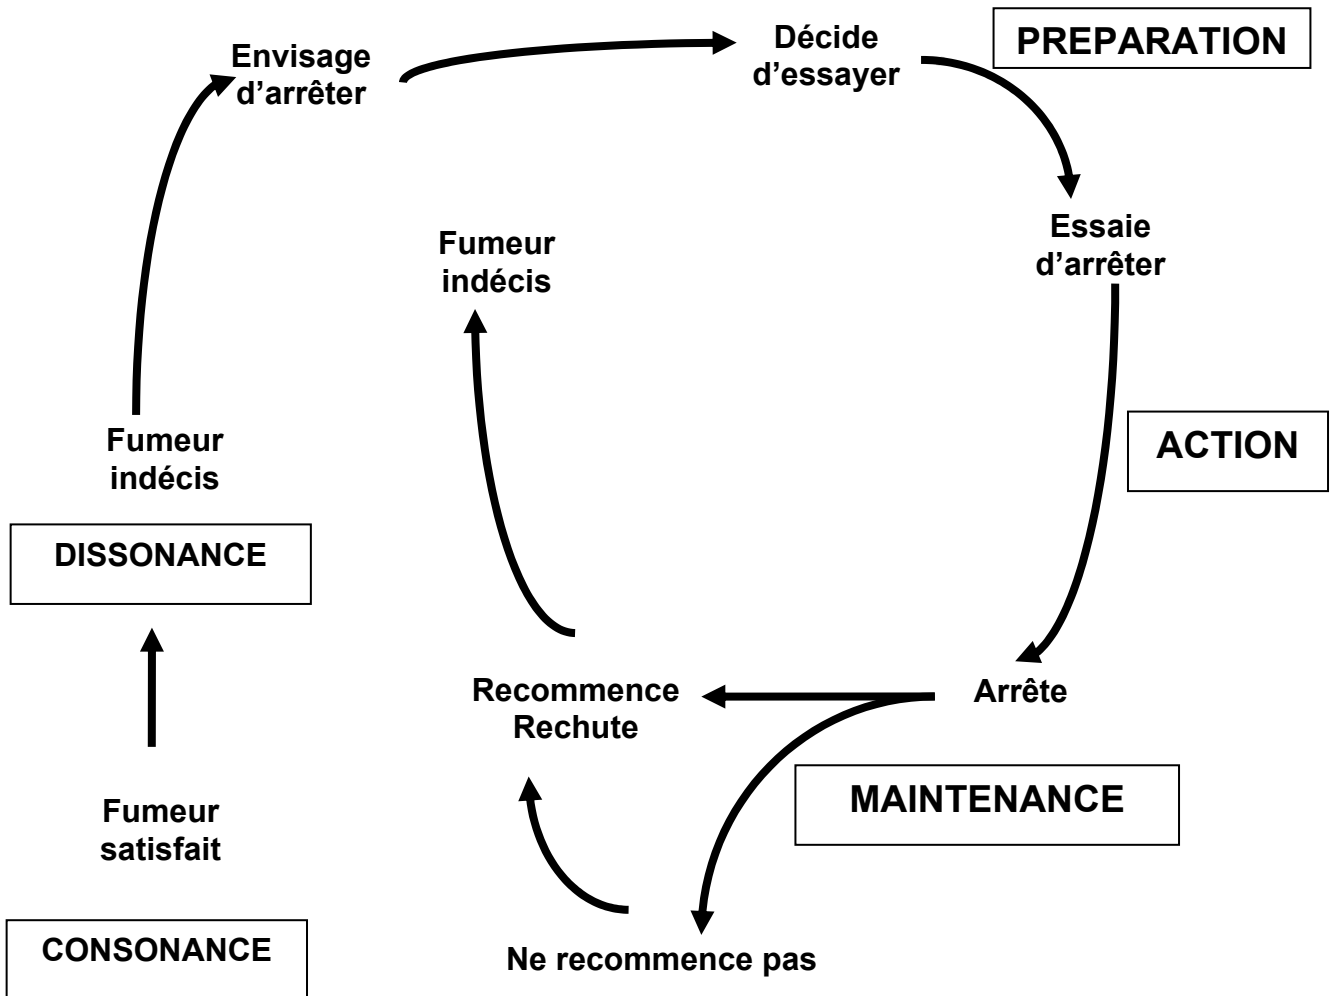 Envisage
d’arrêter
Décide
d’essayer
PREPARATION
Essaie
d’arrêter
Fumeur
indécis
Fumeur
indécis
ACTION
DISSONANCE
Recommence
Rechute
Arrête
MAINTENANCE
Fumeur
satisfait
CONSONANCE
Ne recommence pas